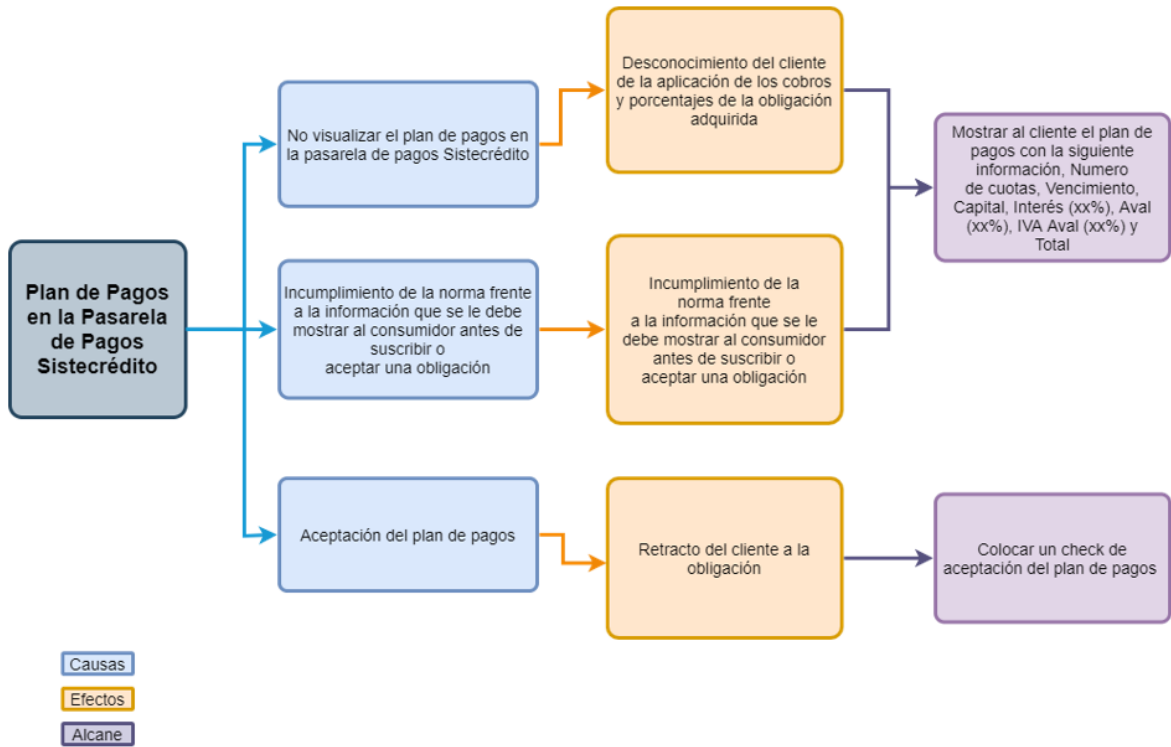 Plan de Pagos
en la Pasarela
de Pagos
Sistecrédito
No visualizar el plan de pagos en
la pasarela de pagos Sistecrédito
Desconocimiento del cliente
de la aplicación de los cobros
y porcentajes de la obligación
adquirida
Mostrar al cliente el plan de
pagos con la siguiente
información, Numero
de cuotas, Vencimiento,
Capital, Interés (xx%), Aval
(xx%), IVA Aval (xx%) y
Total
Incumplimiento de la norma frente
a la información que se le debe
mostrar al consumidor antes de
suscribir o
aceptar una obligación
Incumplimiento de la
norma frente
a la información que se le
debe mostrar al consumidor
antes de suscribir o
aceptar una obligación
Aceptación del plan de pagos
Retracto del cliente a la
obligación
Colocar un check de
aceptación del plan de pagos
Causas
Efectos
Alcane